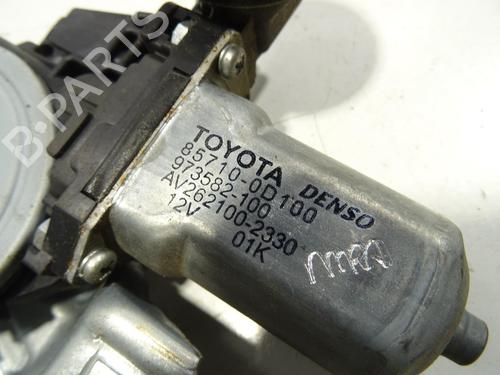 B-PARTS
TOYOTA DENSO
85710-0D100
973582-100
AV262100-2330
12V
01K